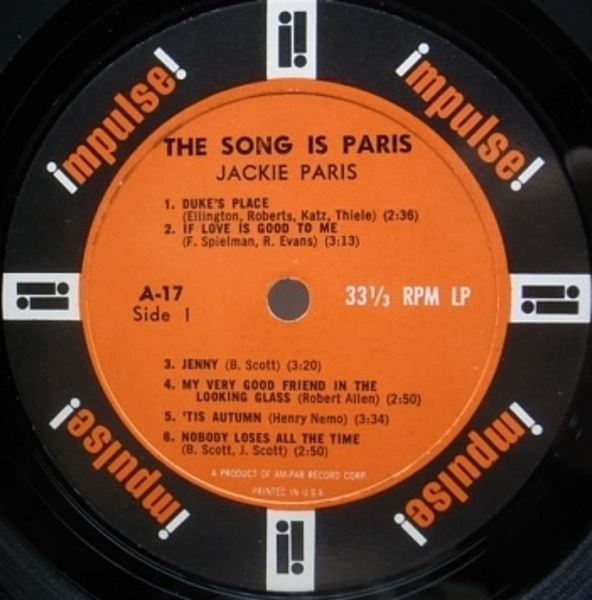 impulse!
impulse!
THE SONG IS PARIS
JACKIE PARIS
1. DUKE'S PLACE
(Ellington, Roberts, Katz, Thiele) (2:36)
2. IF LOVE IS GOOD TO ME
(F. Spielman, R. Evans) (3:13)
A-17
Side 1
33⅓ RPM LP
3. JENNY (B. Scott) (3:20)
4. MY VERY GOOD FRIEND IN THE
LOOKING GLASS (Robert Allen) (2:50)
5. 'TIS AUTUMN (Henry Nemo) (3:34)
6. NOBODY LOSES ALL THE TIME
(B. Scott, J. Scott) (2:50)
A PRODUCT OF AM-PAR RECORD CORP.
PRINTED IN U.S.A.
impulse!
impulse!